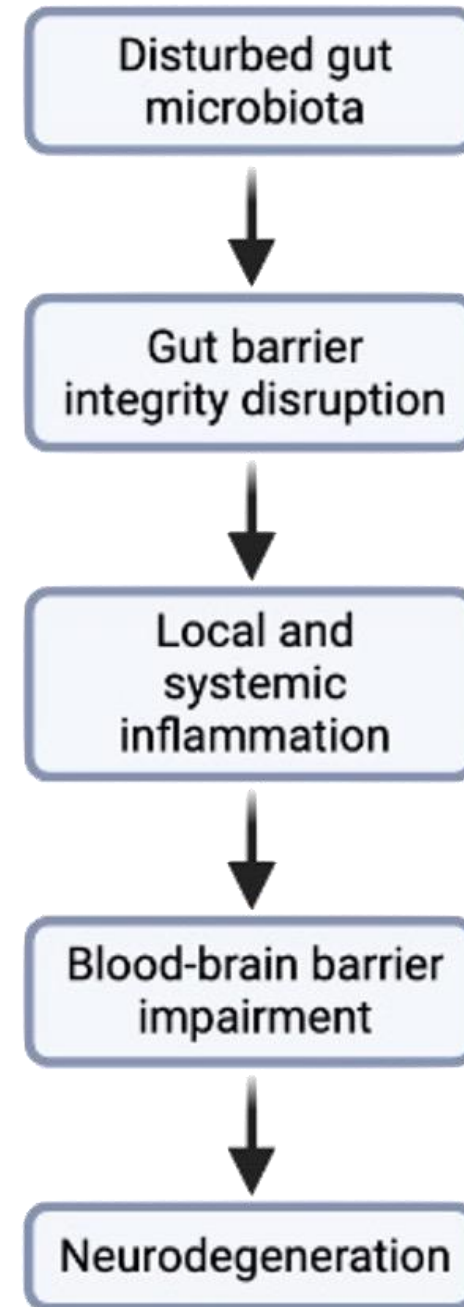 Disturbed gut
microbiota
Gut barrier
integrity disruption
Local and
systemic
inflammation
Blood-brain barrier
impairment
Neurodegeneration